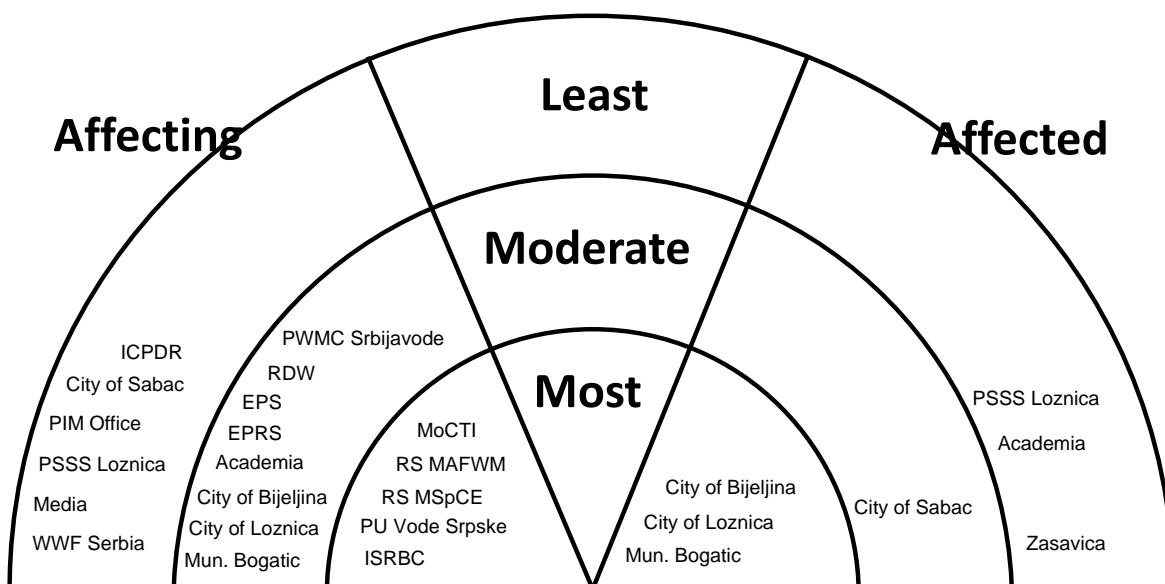 Least
Affecting
Affected
Moderate
Most
ICPDR
City of Sabac
PIM Office
PSSS Loznica
Media
WWF Serbia
PWMC Srbijavode
RDW
EPS
EPRS
Academia
City of Bijeljina
City of Loznica
Mun. Bogatic
MoCTI
RS MAFWM
RS MSpCE
PU Vode Srpske
ISRBC
City of Bijeljina
City of Loznica
Mun. Bogatic
City of Sabac
PSSS Loznica
Academia
Zasavica